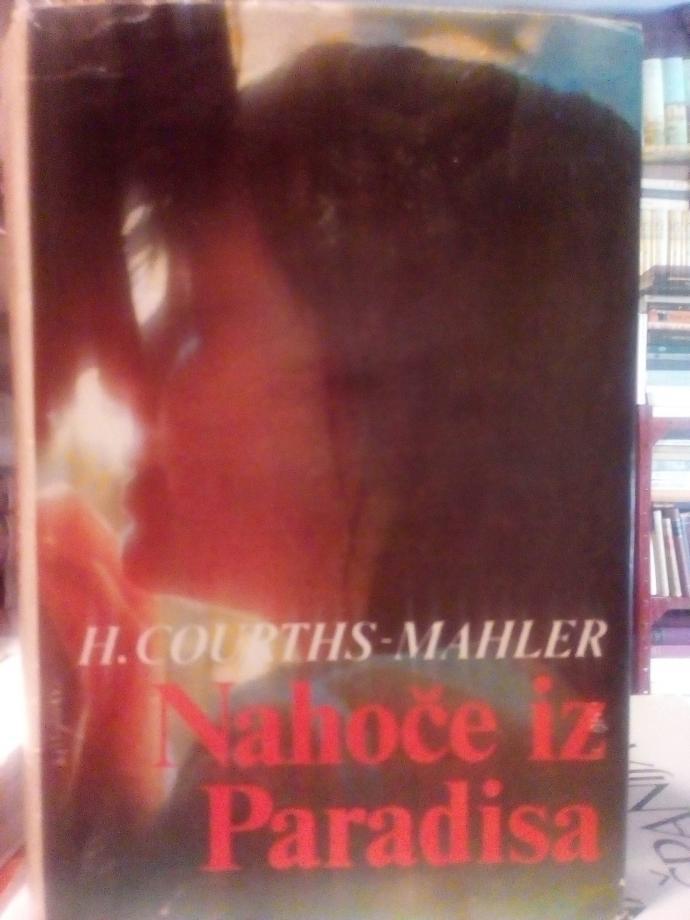 H. COURTHS-MAHLER
Nahoče iz
Paradisa